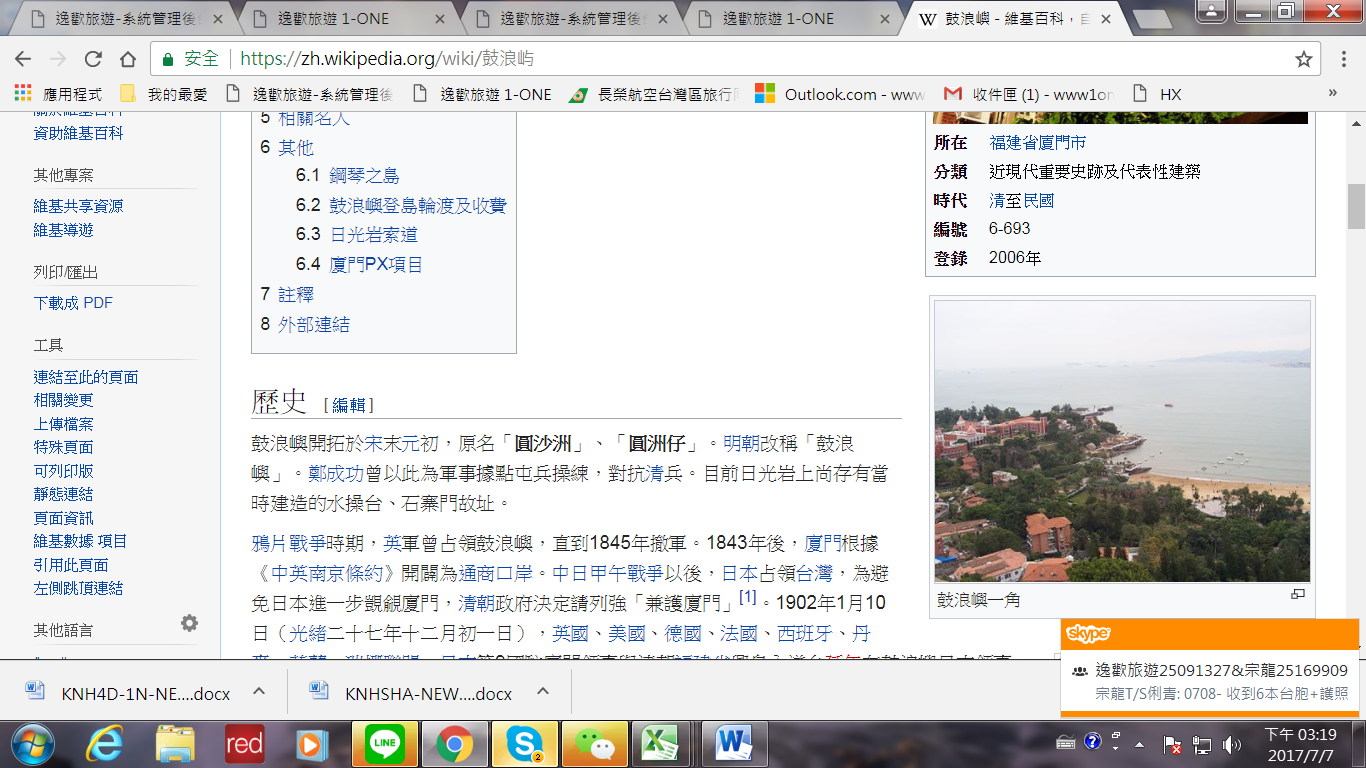 逸歡旅遊-系統管理後
逸歡旅遊 1-ONE
逸歡旅遊-系統管理後
逸歡旅遊 1-ONE
W 鼓浪嶼 - 維基百科，自
安全 https://zh.wikipedia.org/wiki/鼓浪屿
應用程式 我的最愛 逸歡旅遊-系統管理後 逸歡旅遊 1-ONE 長榮航空台灣區旅行 Outlook.com - www 收件匣 (1) - www1on HX »
關於維基百科
資助維基百科
其他專案
維基共享資源
維基導遊
列印/匯出
下載成 PDF
工具
連結至此的頁面
相關變更
上傳檔案
特殊頁面
可列印版
靜態連結
頁面資訊
維基數據 項目
引用此頁面
左側跳頂連結
其他語言
5 相關名人
6 其他
6.1 鋼琴之島
6.2 鼓浪嶼登島輪渡及收費
6.3 日光岩索道
6.4 廈門PX項目
7 註釋
8 外部連結
歷史 [編輯]
鼓浪嶼開拓於宋末元初，原名「圓沙洲」、「圓洲仔」。明朝改稱「鼓浪
嶼」。鄭成功曾以此為軍事據點屯兵操練，對抗清兵。目前日光岩上尚存有當
時建造的水操台、石寨門故址。
鴉片戰爭時期，英軍曾占領鼓浪嶼，直到1845年撤軍。1843年後，廈門根據
《中英南京條約》開闢為通商口岸。中日甲午戰爭以後，日本占領台灣，為避
免日本進一步覬覦廈門，清朝政府決定請列強「兼護廈門」[1]。1902年1月10
日（光緒二十七年十二月初一日），英國、美國、德國、法國、西班牙、丹
所在 福建省廈門市
分類 近現代重要史跡及代表性建築
時代 清至民國
編號 6-693
登錄 2006年
鼓浪嶼一角
skype
逸歡旅遊25091327&宗龍25169909
宗龍T/S俐青: 0708- 收到6本台胞+護照
KNH4D-1N-NE....docx
KNHSHA-NEW....docx
red
LINE
2
下午 03:19
2017/7/7